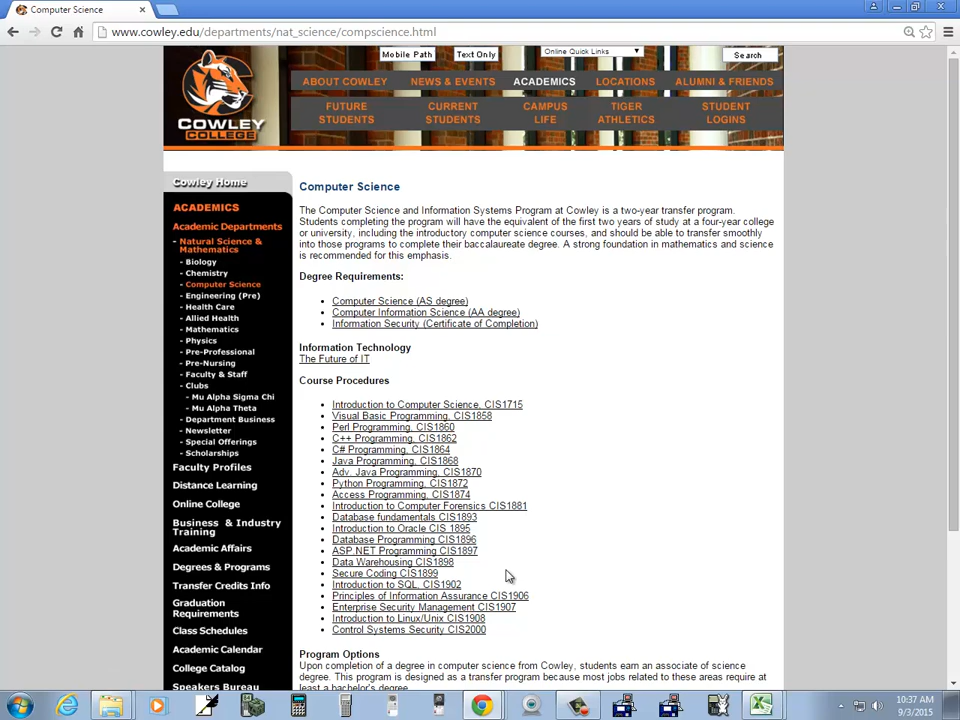 Computer Science
www.cowley.edu/departments/nat_science/compscience.html
Mobile Path
Text Only
Online Quick Links
Search
COWLEY COLLEGE
ABOUT COWLEY
NEWS & EVENTS
ACADEMICS
LOCATIONS
ALUMNI & FRIENDS
FUTURE STUDENTS
CURRENT STUDENTS
CAMPUS LIFE
TIGER ATHLETICS
STUDENT LOGINS
Cowley Home
ACADEMICS
Academic Departments
- Natural Science &
Mathematics
- Biology
- Chemistry
- Computer Science
- Engineering (Pre)
- Health Care
- Allied Health
- Mathematics
- Physics
- Pre-Professional
- Pre-Nursing
- Faculty & Staff
- Clubs
- Mu Alpha Sigma Chi
- Mu Alpha Theta
- Department Business
- Newsletter
- Special Offerings
- Scholarships
Faculty Profiles
Distance Learning
Online College
Business & Industry
Training
Academic Affairs
Degrees & Programs
Transfer Credits Info
Graduation
Requirements
Class Schedules
Academic Calendar
College Catalog
Speakers Bureau
Computer Science
The Computer Science and Information Systems Program at Cowley is a two-year transfer program.
Students completing the program will have the equivalent of the first two years of study at a four-year college
or university, including the introductory computer science courses, and should be able to transfer smoothly
into those programs to complete their baccalaureate degree. A strong foundation in mathematics and science
is recommended for this emphasis.
Degree Requirements:
• Computer Science (AS degree)
• Computer Information Science (AA degree)
• Information Security (Certificate of Completion)
Information Technology
The Future of IT
Course Procedures
• Introduction to Computer Science, CIS1715
• Visual Basic Programming, CIS1858
• Perl Programming, CIS1860
• C++ Programming, CIS1862
• C# Programming, CIS1864
• Java Programming, CIS1868
• Adv. Java Programming, CIS1870
• Python Programming, CIS1872
• Access Programming, CIS1874
• Introduction to Computer Forensics CIS1881
• Database fundamentals CIS1893
• Introduction to Oracle CIS 1895
• Database Programming CIS1896
• ASP.NET Programming CIS1897
• Data Warehousing CIS1898
• Secure Coding CIS1899
• Introduction to SQL, CIS1902
• Principles of Information Assurance CIS1906
• Enterprise Security Management CIS1907
• Introduction to Linux/Unix CIS1908
• Control Systems Security CIS2000
Program Options
Upon completion of a degree in computer science from Cowley, students earn an associate of science
degree. This program is designed as a transfer program because most jobs related to these areas require at
least a bachelor's degree.
10:37 AM
9/3/2015